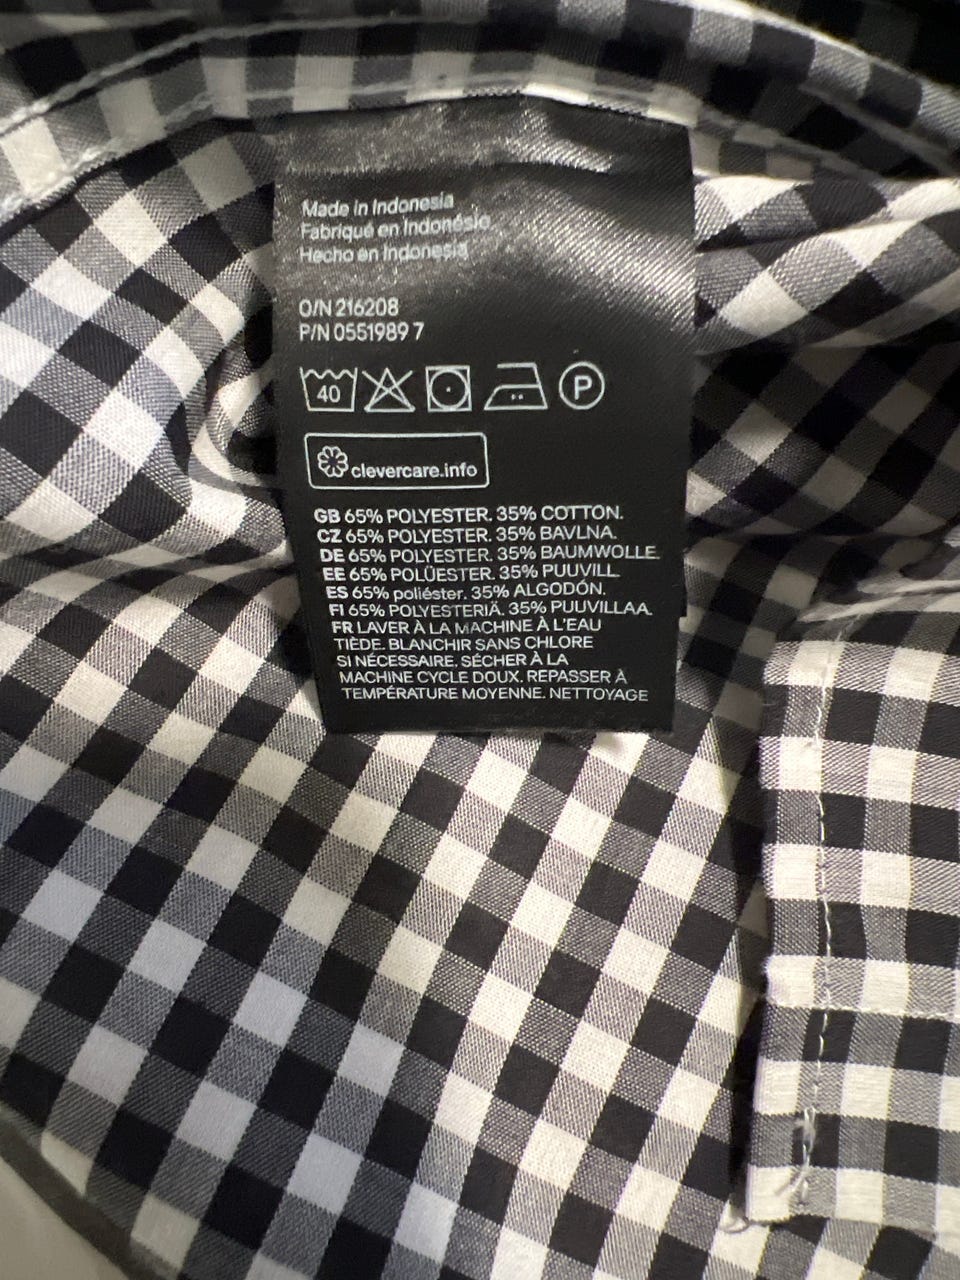 Made in Indonesia
Fabriqué en Indonésie
Hecho en Indonesia
O/N 216208
P/N 0551989 7
40 P
clevercare.info
GB 65% POLYESTER. 35% COTTON.
CZ 65% POLYESTER. 35% BAVLNA.
DE 65% POLYESTER. 35% BAUMWOLLE.
EE 65% POLÜESTER. 35% PUUVILL.
ES 65% poliéster. 35% ALGODÓN.
FI 65% POLYESTERIÄ. 35% PUUVILLAA.
FR LAVER À LA MACHINE À L'EAU
TIÈDE. BLANCHIR SANS CHLORE
SI NÉCESSAIRE. SÉCHER À LA
MACHINE CYCLE DOUX. REPASSER À
TEMPÉRATURE MOYENNE. NETTOYAGE